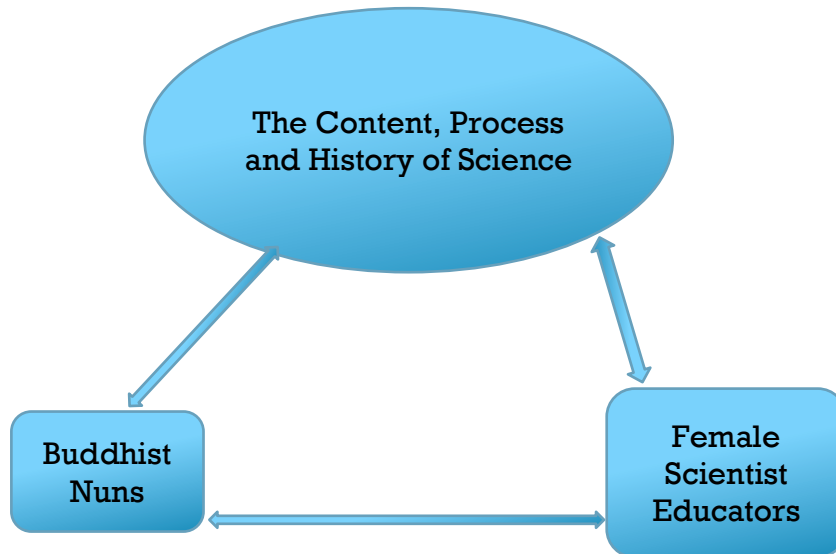 The Content, Process
and History of Science
Buddhist
Nuns
Female
Scientist
Educators